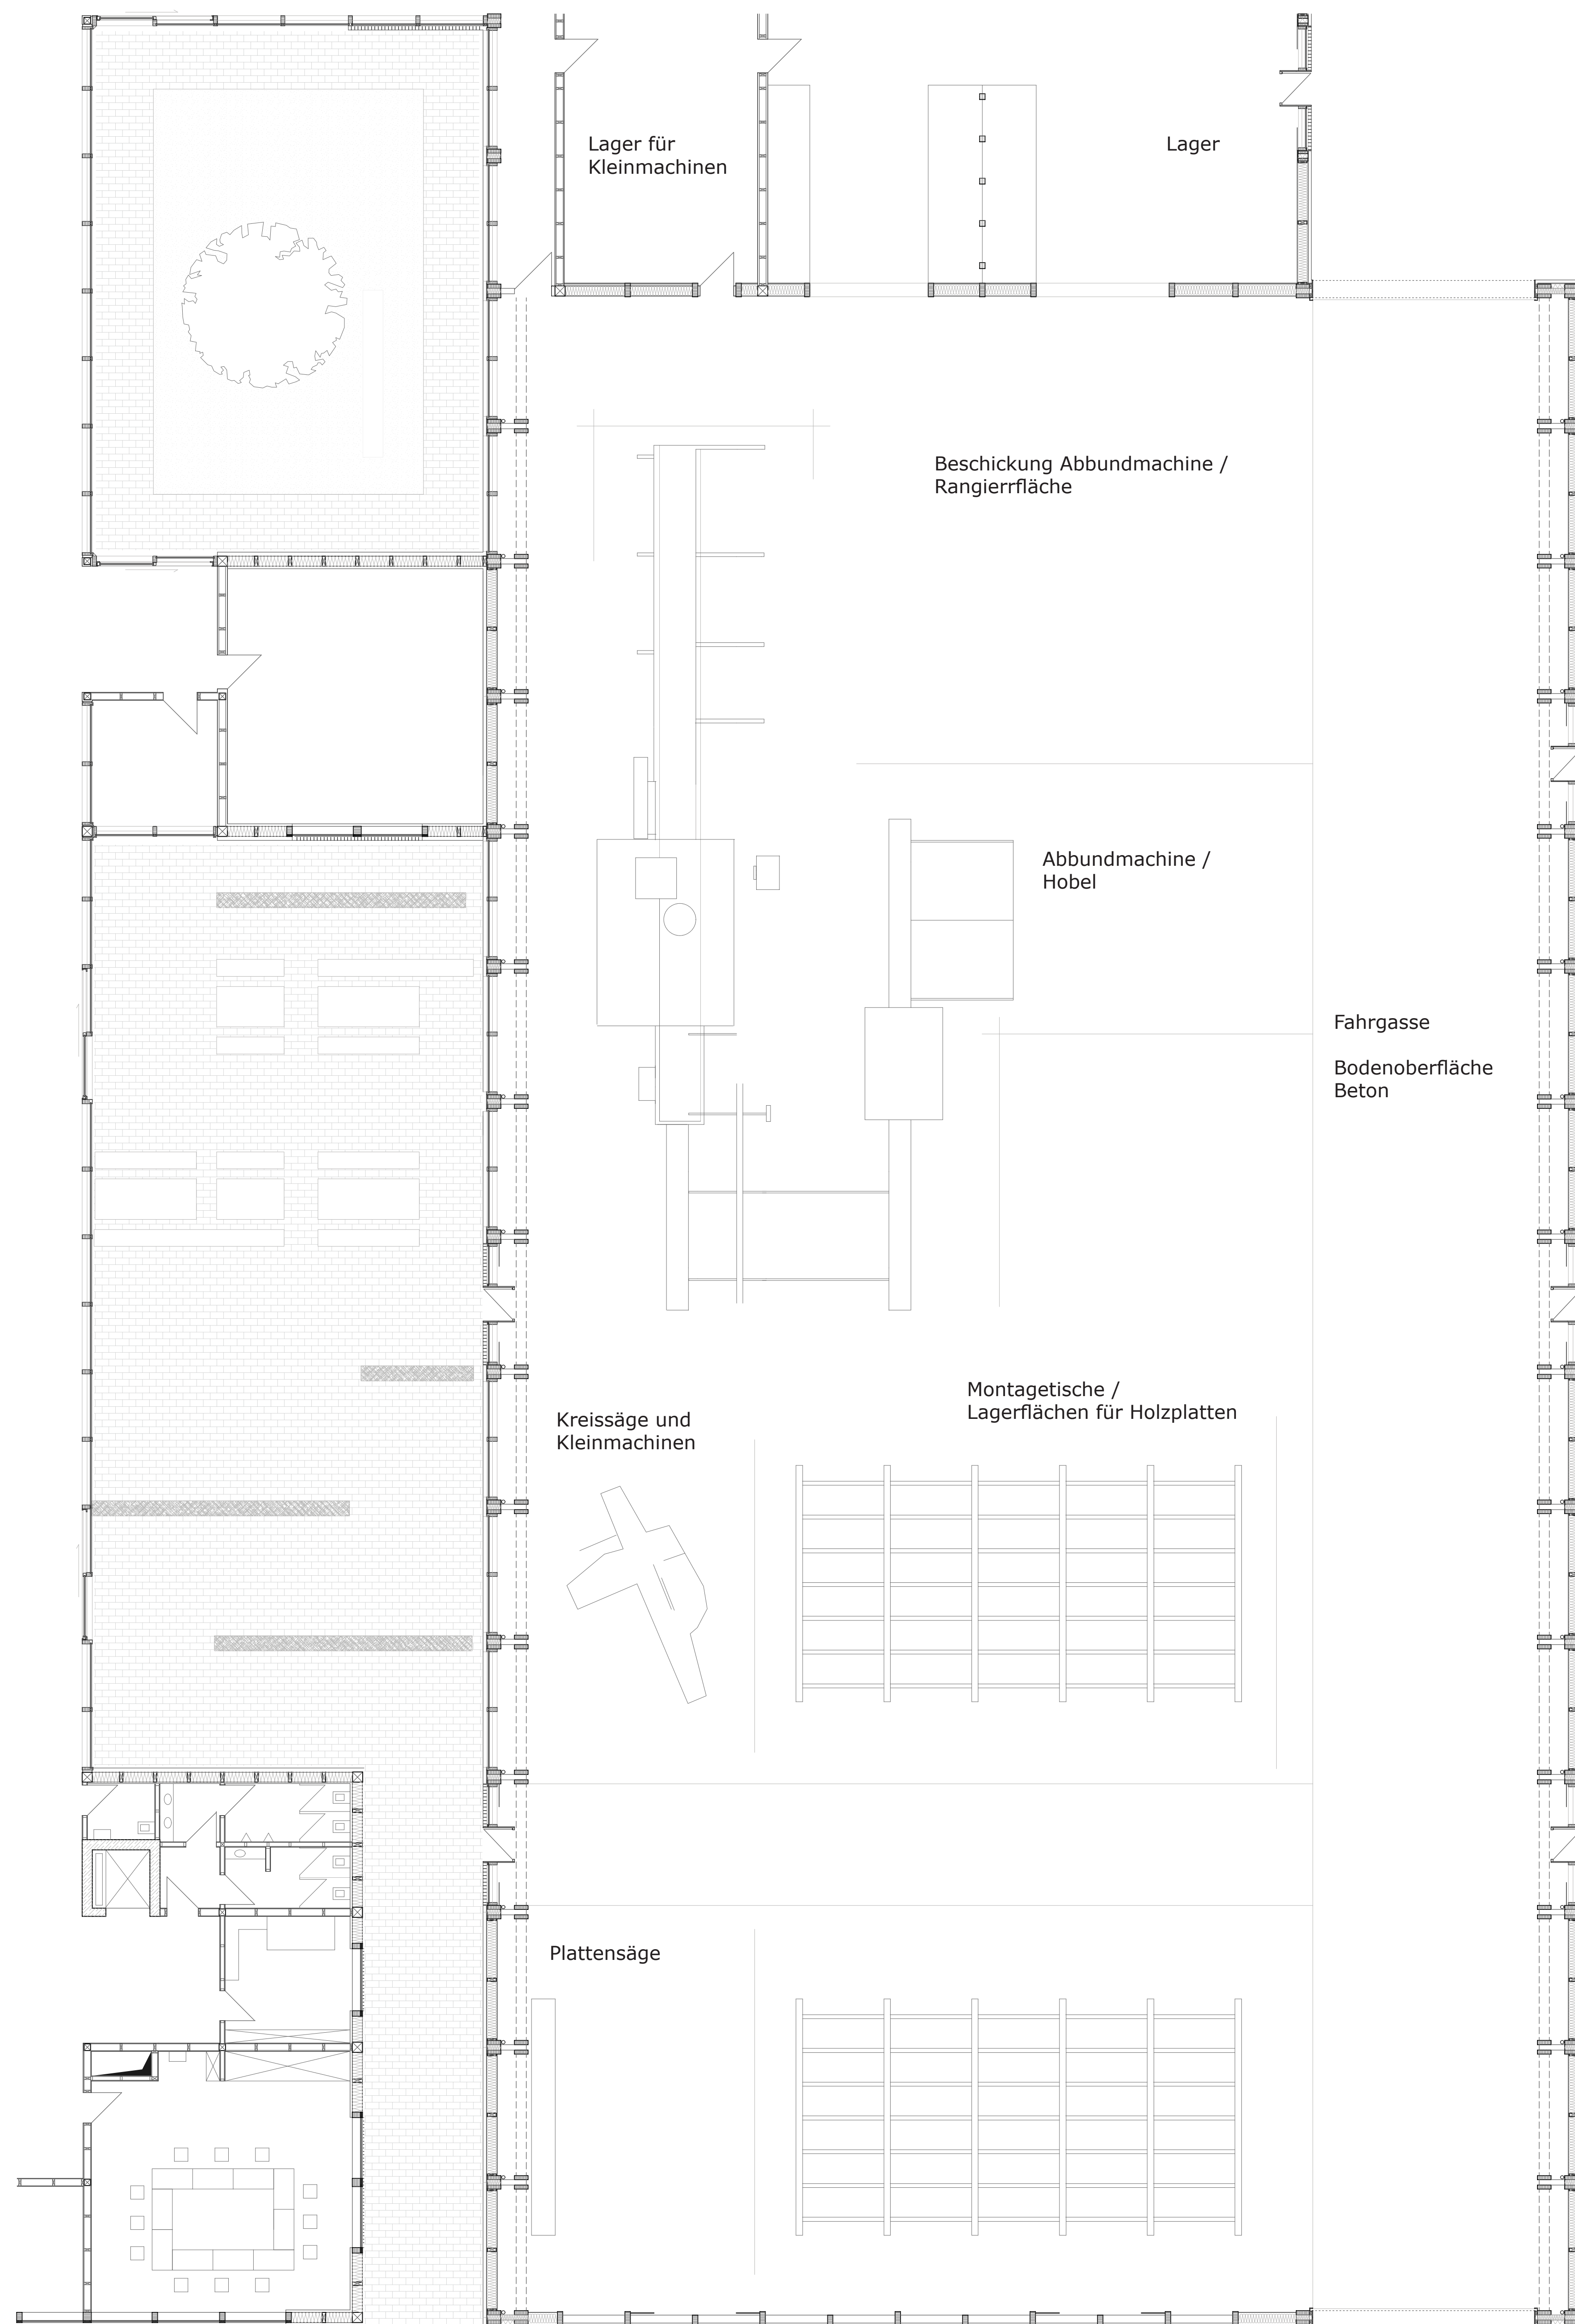 Lager für
Kleinmachinen
Lager
Beschickung Abbundmachine /
Rangierrfläche
Abbundmachine /
Hobel
Fahrgasse
Bodenoberfläche
Beton
Montagetische /
Lagerflächen für Holzplatten
Kreissäge und
Kleinmachinen
Plattensäge